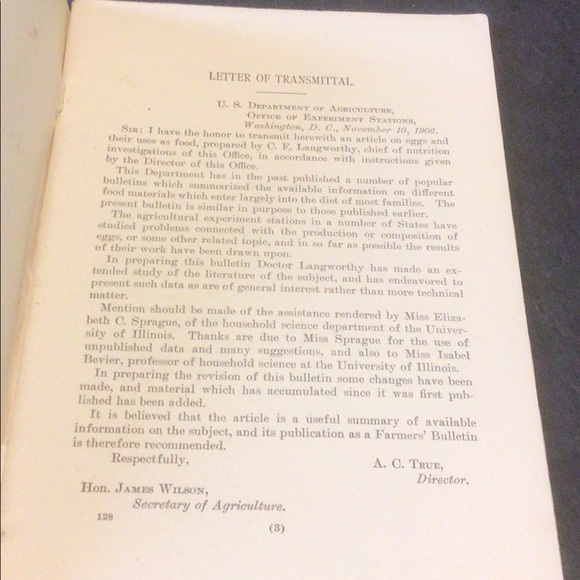 LETTER OF TRANSMITTAL.
U. S. DEPARTMENT OF AGRICULTURE,
OFFICE OF EXPERIMENT STATIONS,
Washington, D. C., November 10, 1906.
SIR: I have the honor to transmit herewith an article on eggs and
their uses as food, prepared by C. F. Langworthy, chief of nutrition
investigations of this Office, in accordance with instructions given
by the Director of this Office.
This Department has in the past published a number of popular
bulletins which summarized the available information on different
food materials which enter largely into the diet of most families. The
present bulletin is similar in purpose to those published earlier.
The agricultural experiment stations in a number of States have
studied problems connected with the production or composition of
eggs, or some other related topic, and in so far as possible the results
of their work have been drawn upon.
In preparing this bulletin Doctor Langworthy has made an ex-
tended study of the literature of the subject, and has endeavored to
present such data as are of general interest rather than more technical
matter.
Mention should be made of the assistance rendered by Miss Eliza-
beth C. Sprague, of the household science department of the Univer-
sity of Illinois. Thanks are due to Miss Sprague for the use of
unpublished data and many suggestions, and also to Miss Isabel
Bevier, professor of household science at the University of Illinois.
In preparing the revision of this bulletin some changes have been
made, and material which has accumulated since it was first pub-
lished has been added.
It is believed that the article is a useful summary of available
information on the subject, and its publication as a Farmers' Bulletin
is therefore recommended.
Respectfully,
A. C. TRUE,
Director.
Hon. JAMES WILSON,
Secretary of Agriculture.
128
(3)